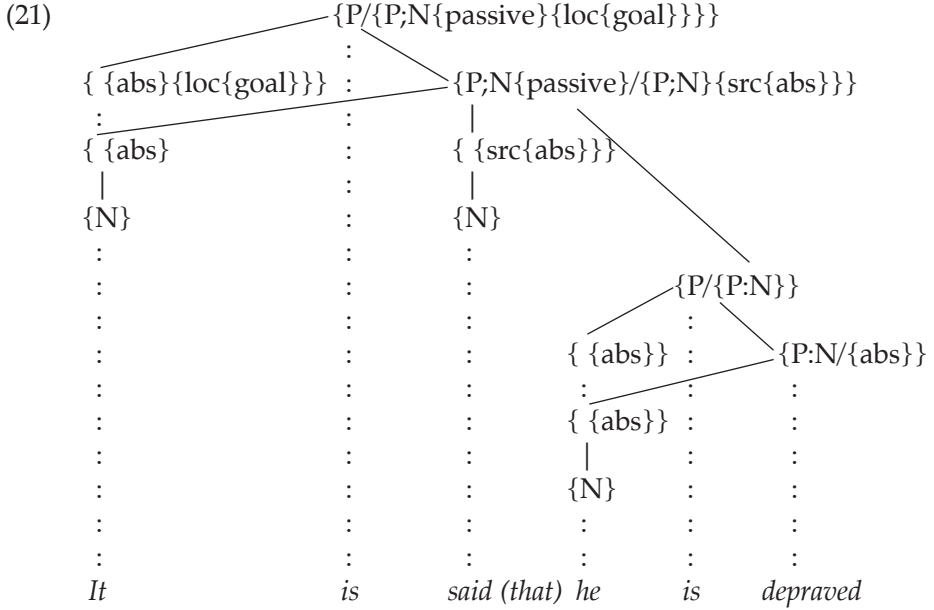 (21) {P/{P;N{passive}{loc{goal}}}}
{ {abs}{loc{goal}}} {P;N{passive}/{P;N}{src{abs}}}
{ {abs} { {src{abs}}}
{N} {N}
{P/{P:N}}
{ {abs}} {P:N/{abs}}
{ {abs}}
{N}
It is said (that) he is depraved